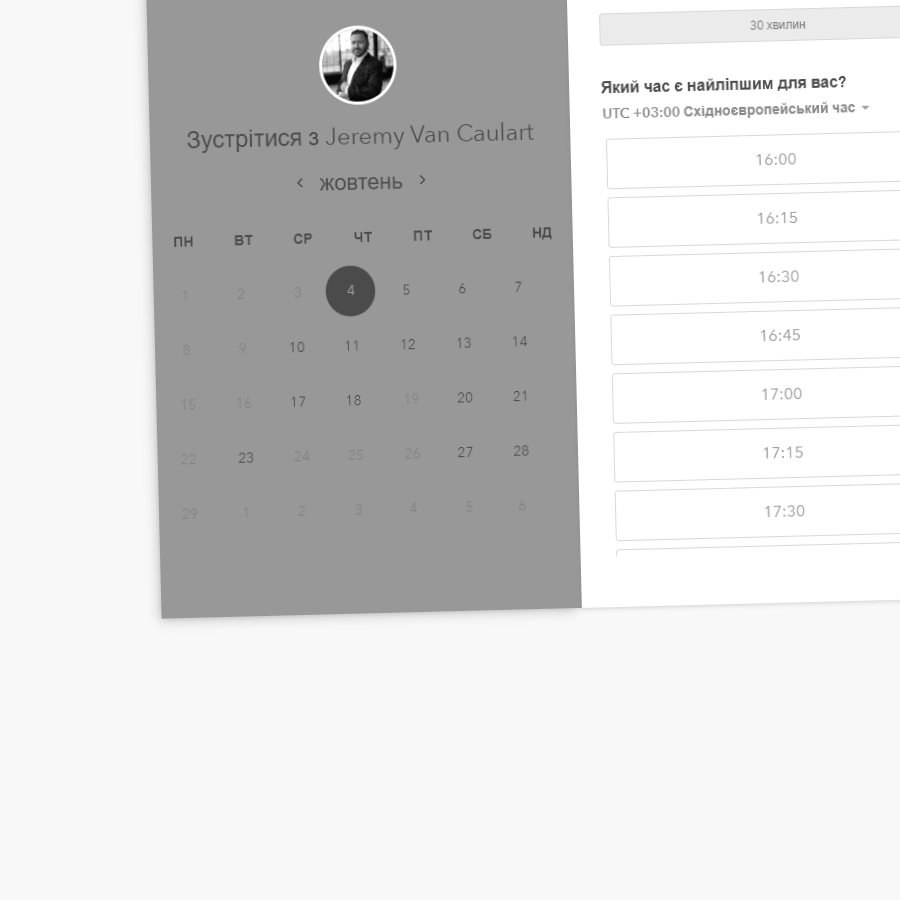 Зустрітися з Jeremy Van Caulart
‹ жовтень ›
ПН ВТ СР ЧТ ПТ СБ НД
1 2 3 4 5 6 7
8 9 10 11 12 13 14
15 16 17 18 19 20 21
22 23 24 25 26 27 28
29 1 2 3 4 5 6
30 хвилин
Який час є найліпшим для вас?
UTC +03:00 Східноєвропейський час
16:00
16:15
16:30
16:45
17:00
17:15
17:30